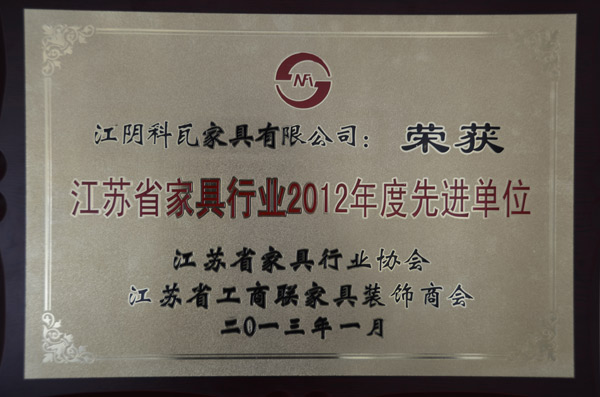 NFi
江阴科瓦家具有限公司：荣获
江苏省家具行业2012年度先进单位
江苏省家具行业协会
江苏省工商联家具装饰商会
二〇一三年一月